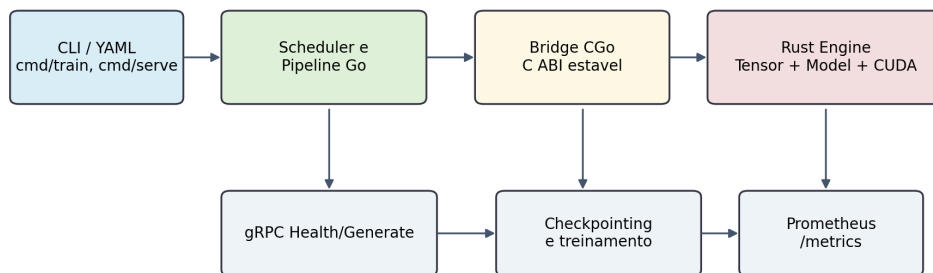 CLI / YAML
cmd/train, cmd/serve
Scheduler e
Pipeline Go
Bridge CGo
C ABI estavel
Rust Engine
Tensor + Model + CUDA
gRPC Health/Generate
Checkpointing
e treinamento
Prometheus
/metrics